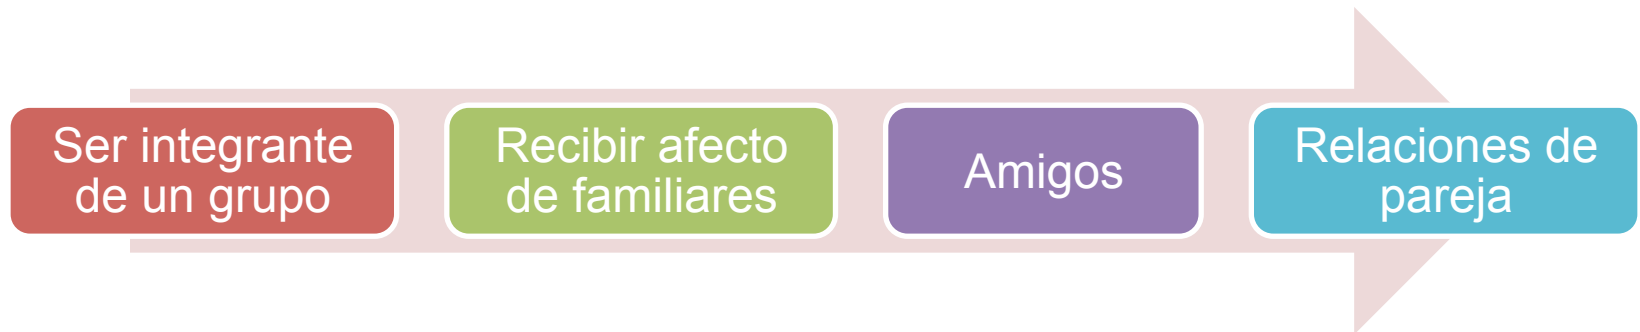 Ser integrante
de un grupo
Recibir afecto
de familiares
Amigos
Relaciones de
pareja